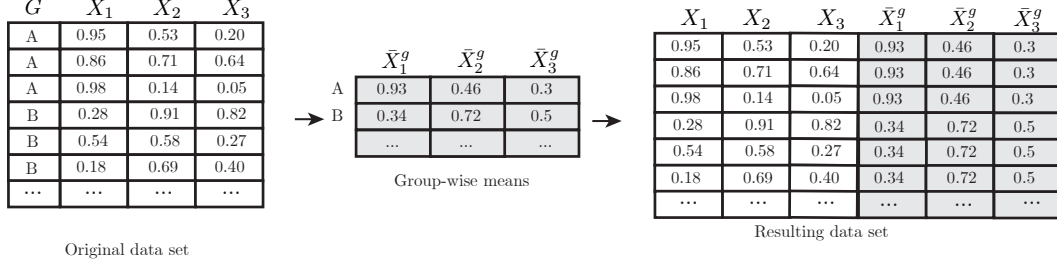 G X₁ X₂ X₃
A 0.95 0.53 0.20
A 0.86 0.71 0.64
A 0.98 0.14 0.05
B 0.28 0.91 0.82
B 0.54 0.58 0.27
B 0.18 0.69 0.40
... ... ... ...
Original data set
X̄₁ᵍ X̄₂ᵍ X̄₃ᵍ
A 0.93 0.46 0.3
B 0.34 0.72 0.5
... ... ...
Group-wise means
X₁ X₂ X₃ X̄₁ᵍ X̄₂ᵍ X̄₃ᵍ
0.95 0.53 0.20 0.93 0.46 0.3
0.86 0.71 0.64 0.93 0.46 0.3
0.98 0.14 0.05 0.93 0.46 0.3
0.28 0.91 0.82 0.34 0.72 0.5
0.54 0.58 0.27 0.34 0.72 0.5
0.18 0.69 0.40 0.34 0.72 0.5
... ... ... ... ... ...
Resulting data set